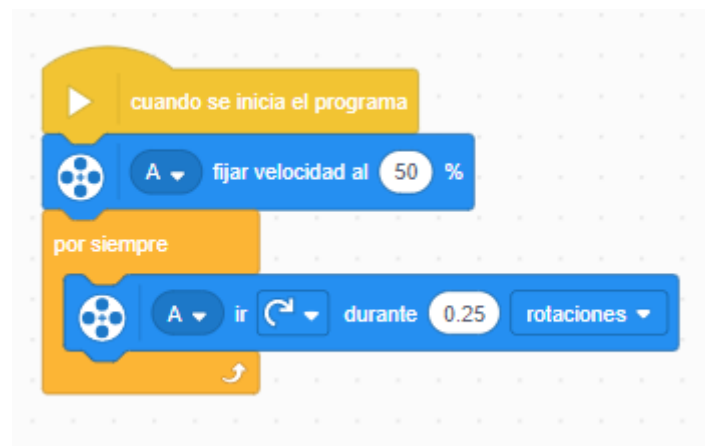 cuando se inicia el programa
A fijar velocidad al 50 %
por siempre
A ir durante 0.25 rotaciones